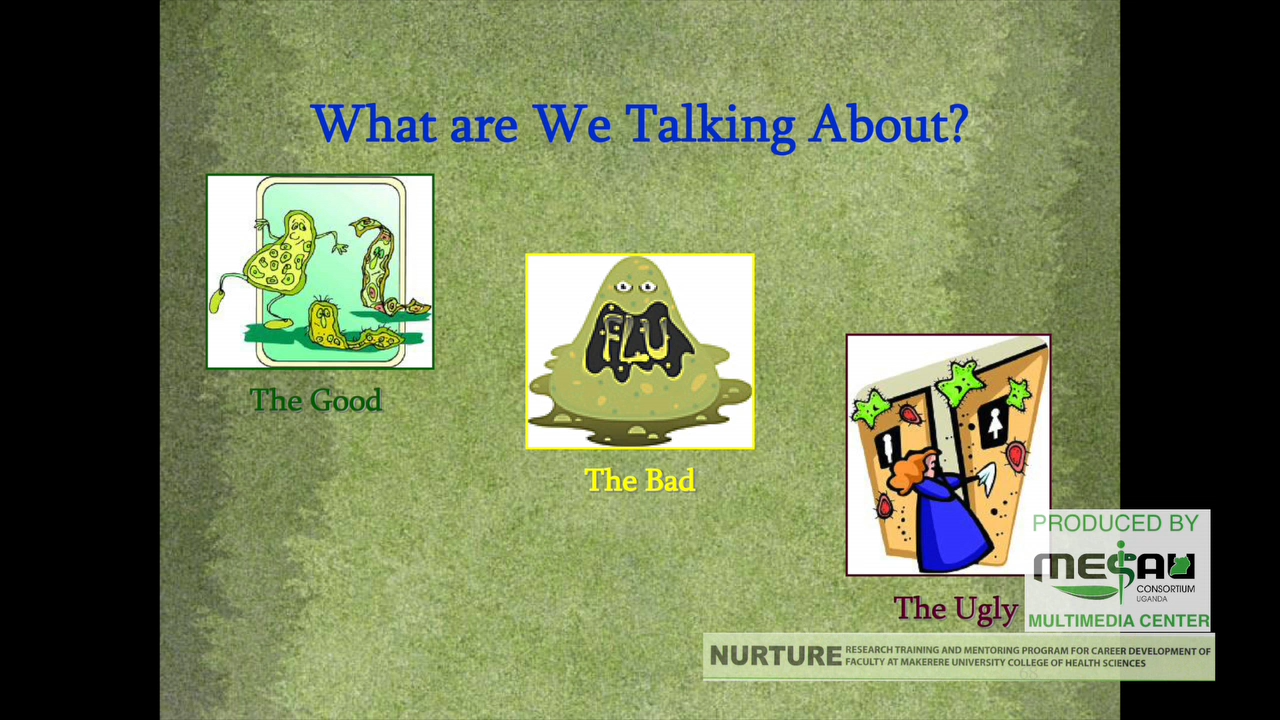 What are We Talking About?
The Good
FLU
The Bad
The Ugly
PRODUCED BY
MESAU
CONSORTIUM
UGANDA
MULTIMEDIA CENTER
NURTURE
RESEARCH TRAINING AND MENTORING PROGRAM FOR CAREER DEVELOPMENT OF
FACULTY AT MAKERERE UNIVERSITY COLLEGE OF HEALTH SCIENCES